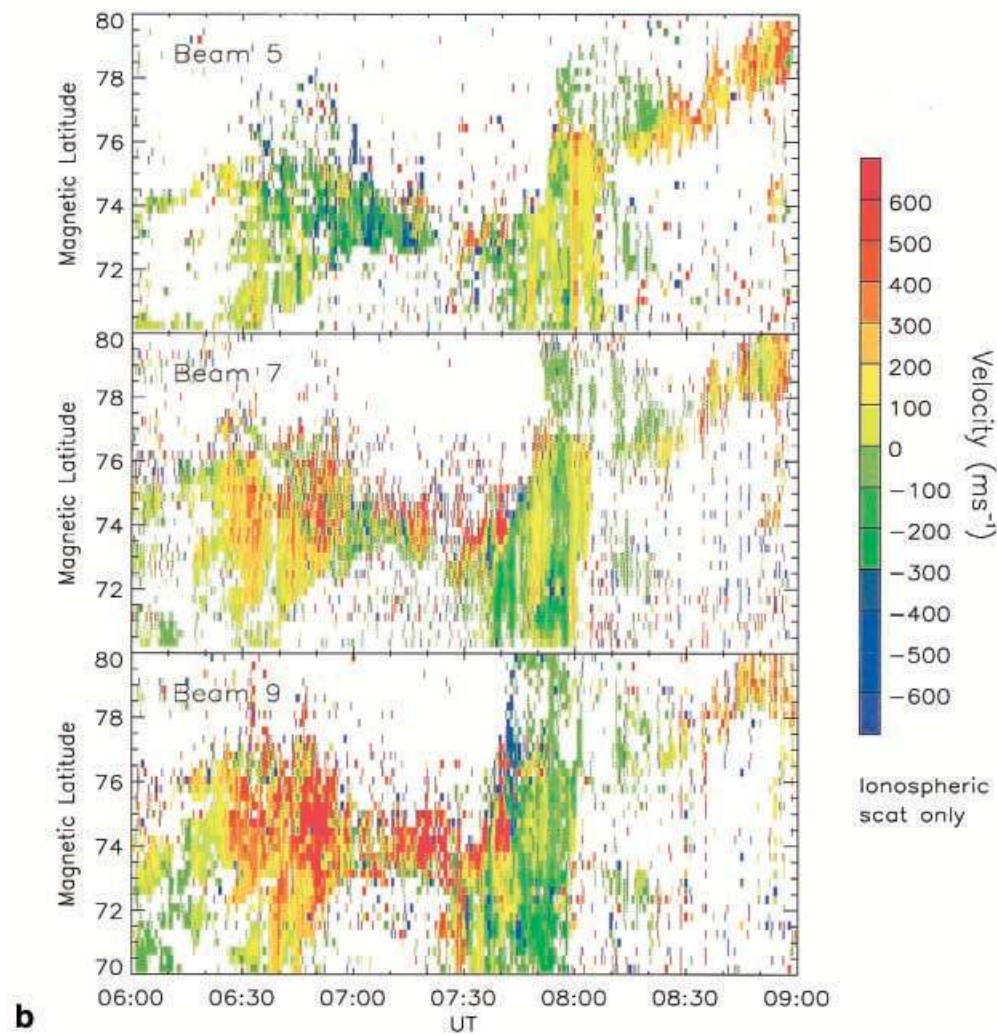 80
78
76
74
72
Magnetic Latitude
Beam 5
80
78
76
74
72
Magnetic Latitude
Beam 7
80
78
76
74
72
70
Magnetic Latitude
Beam 9
06:00 06:30 07:00 07:30 08:00 08:30 09:00
UT
b
600
500
400
300
200
100
0
−100
−200
−300
−400
−500
−600
Velocity (ms⁻¹)
Ionospheric
scat only